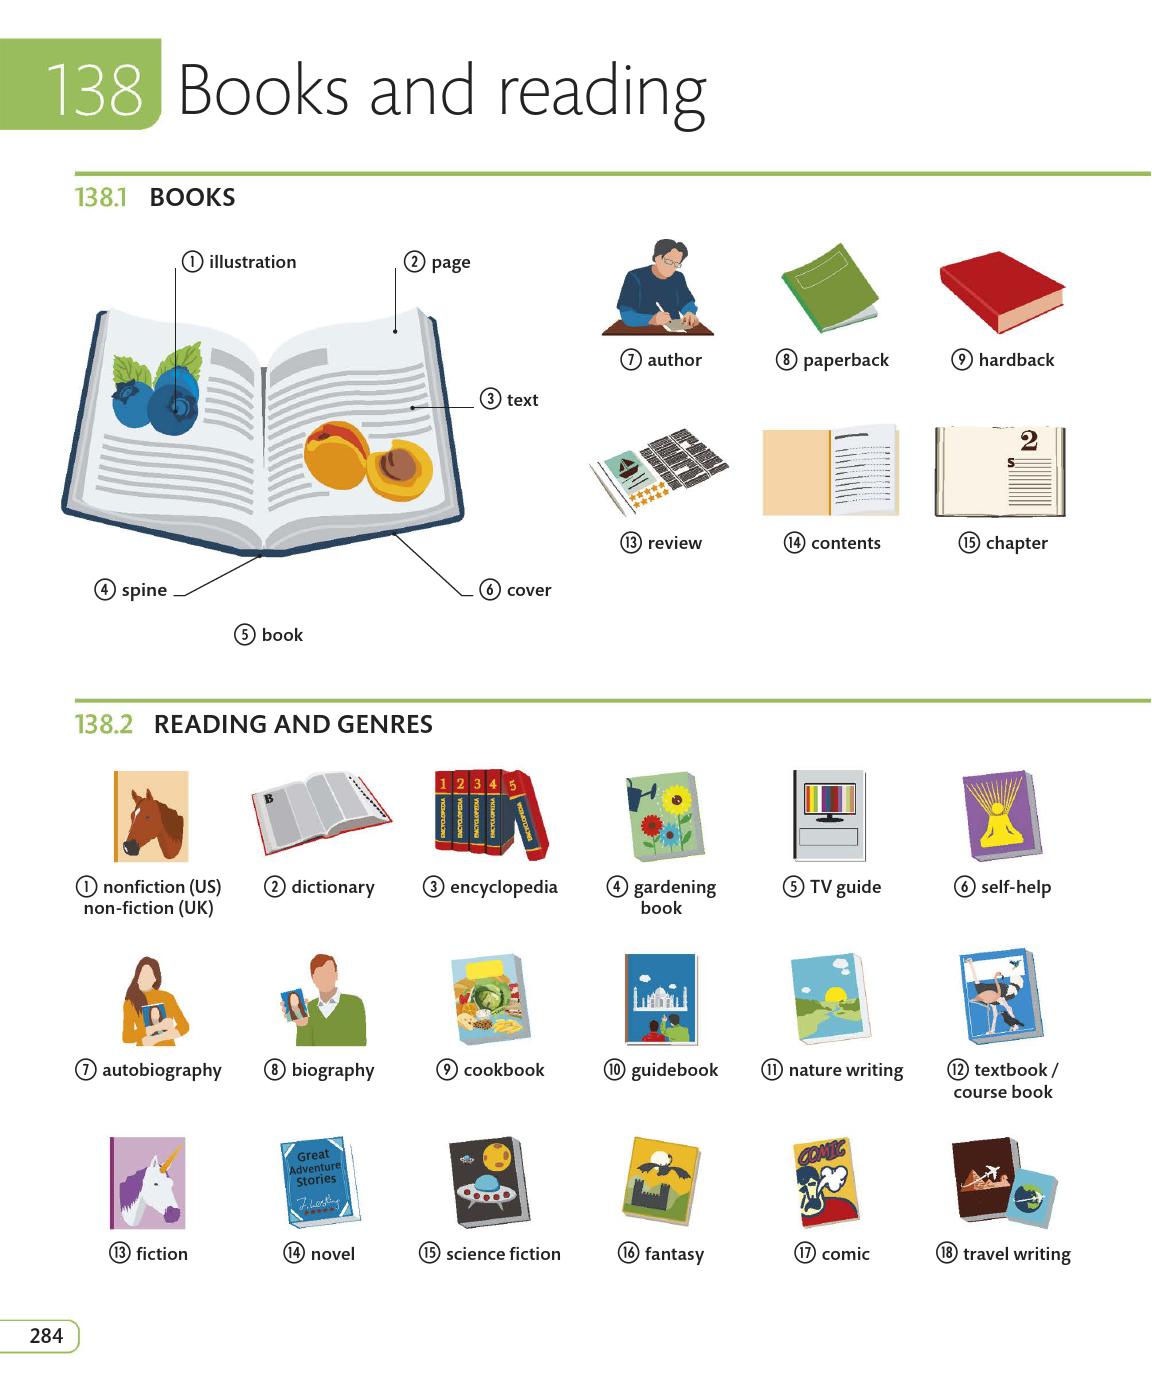 138 Books and reading
138.1 BOOKS
① illustration
② page
③ text
④ spine
⑤ book
⑥ cover
⑦ author
⑧ paperback
⑨ hardback
2
S
⑬ review
⑭ contents
⑮ chapter
138.2 READING AND GENRES
B
1 2 3 4 5
ENCYCLOPEDIA ENCYCLOPEDIA ENCYCLOPEDIA ENCYCLOPEDIA ENCYCLOPEDIA
① nonfiction (US)
non-fiction (UK)
② dictionary
③ encyclopedia
④ gardening
book
⑤ TV guide
⑥ self-help
⑦ autobiography
⑧ biography
⑨ cookbook
⑩ guidebook
⑪ nature writing
⑫ textbook /
course book
Great
Adventure
Stories
COMIC
⑬ fiction
⑭ novel
⑮ science fiction
⑯ fantasy
⑰ comic
⑱ travel writing
284